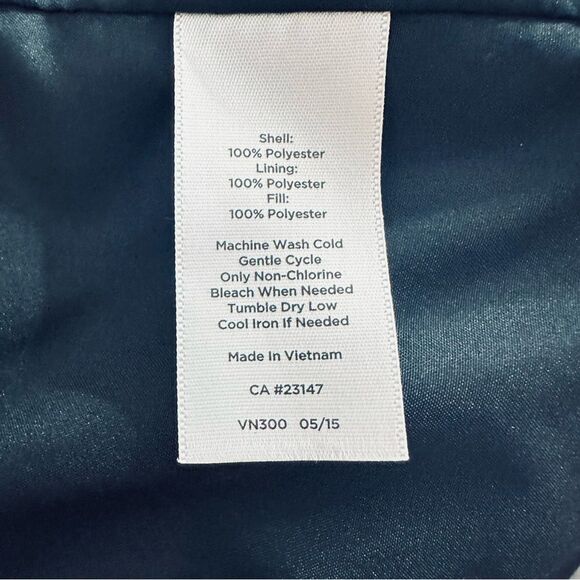 Shell:
100% Polyester
Lining:
100% Polyester
Fill:
100% Polyester
Machine Wash Cold
Gentle Cycle
Only Non-Chlorine
Bleach When Needed
Tumble Dry Low
Cool Iron If Needed
Made In Vietnam
CA #23147
VN300 05/15